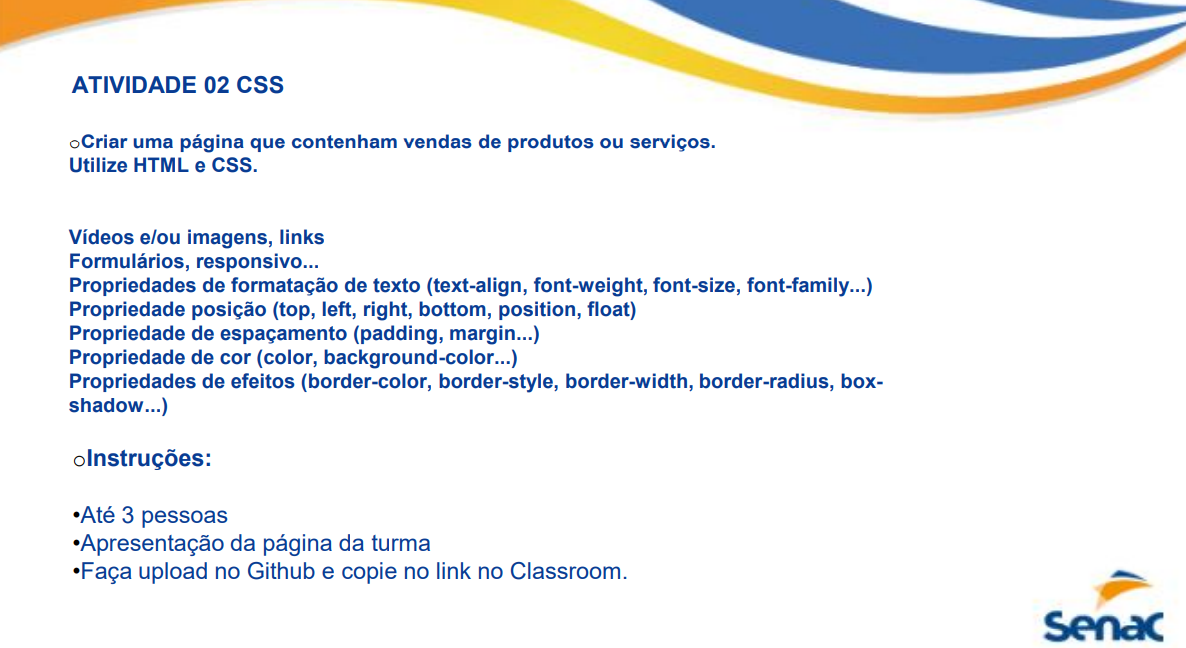 ATIVIDADE 02 CSS
oCriar uma página que contenham vendas de produtos ou serviços.
Utilize HTML e CSS.
Vídeos e/ou imagens, links
Formulários, responsivo...
Propriedades de formatação de texto (text-align, font-weight, font-size, font-family...)
Propriedade posição (top, left, right, bottom, position, float)
Propriedade de espaçamento (padding, margin...)
Propriedade de cor (color, background-color...)
Propriedades de efeitos (border-color, border-style, border-width, border-radius, box-
shadow...)
oInstruções:
•Até 3 pessoas
•Apresentação da página da turma
•Faça upload no Github e copie no link no Classroom.
Senac